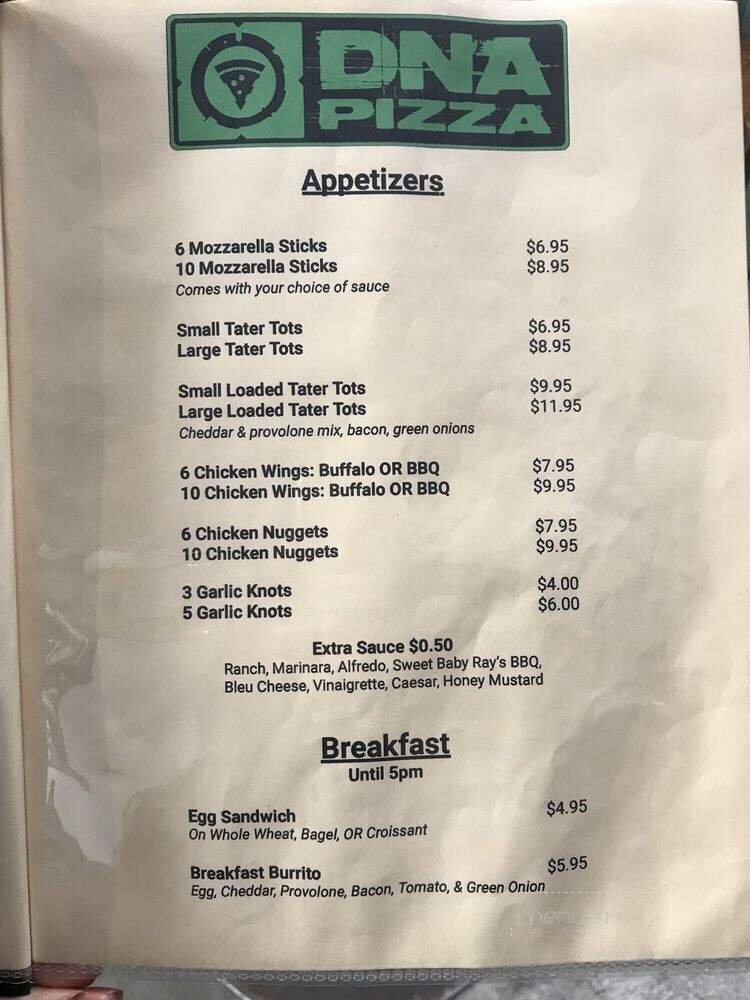 DNA
PIZZA
Appetizers
6 Mozzarella Sticks $6.95
10 Mozzarella Sticks $8.95
Comes with your choice of sauce
Small Tater Tots $6.95
Large Tater Tots $8.95
Small Loaded Tater Tots $9.95
Large Loaded Tater Tots $11.95
Cheddar & provolone mix, bacon, green onions
6 Chicken Wings: Buffalo OR BBQ $7.95
10 Chicken Wings: Buffalo OR BBQ $9.95
6 Chicken Nuggets $7.95
10 Chicken Nuggets $9.95
3 Garlic Knots $4.00
5 Garlic Knots $6.00
Extra Sauce $0.50
Ranch, Marinara, Alfredo, Sweet Baby Ray's BBQ,
Bleu Cheese, Vinaigrette, Caesar, Honey Mustard
Breakfast
Until 5pm
Egg Sandwich $4.95
On Whole Wheat, Bagel, OR Croissant
Breakfast Burrito $5.95
Egg, Cheddar, Provolone, Bacon, Tomato, & Green Onion